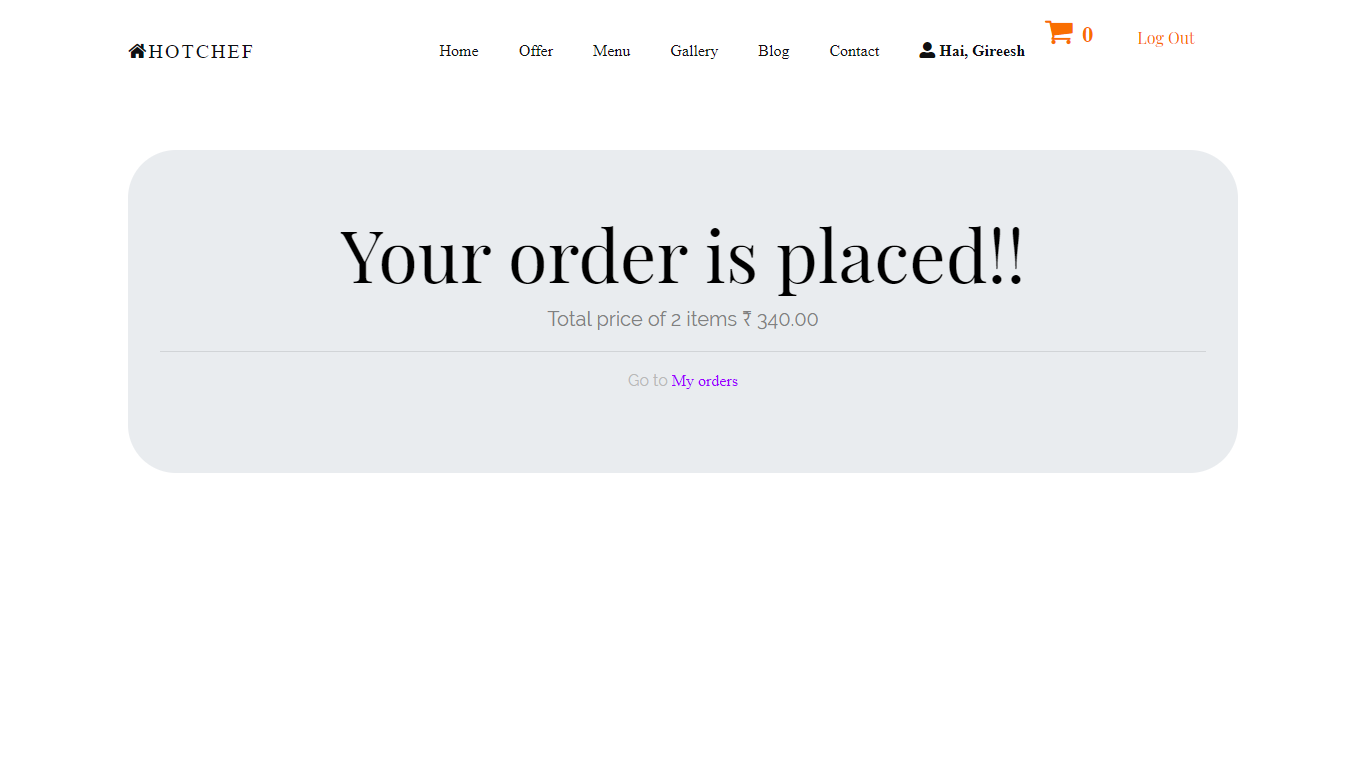 HOTCHEF Home Offer Menu Gallery Blog Contact Hai, Gireesh 0 Log Out
Your order is placed!!
Total price of 2 items ₹ 340.00
Go to My orders